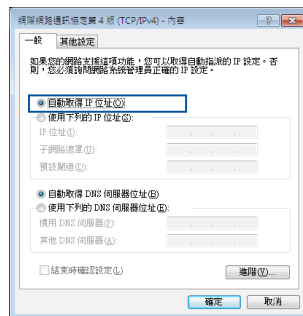 網際網路通訊協定第 4 版 (TCP/IPv4) - 內容
一般
其他設定
如果您的網路支援這項功能，您可以取得自動指派的 IP 設定。否
則，您必須詢問網路系統管理員正確的 IP 設定。
自動取得 IP 位址(O)
使用下列的 IP 位址(S):
IP 位址(I):
子網路遮罩(U):
預設閘道(D):
自動取得 DNS 伺服器位址(B)
使用下列的 DNS 伺服器位址(E):
慣用 DNS 伺服器(P):
其他 DNS 伺服器(A):
結束時確認設定(L)
進階(V)...
確定
取消